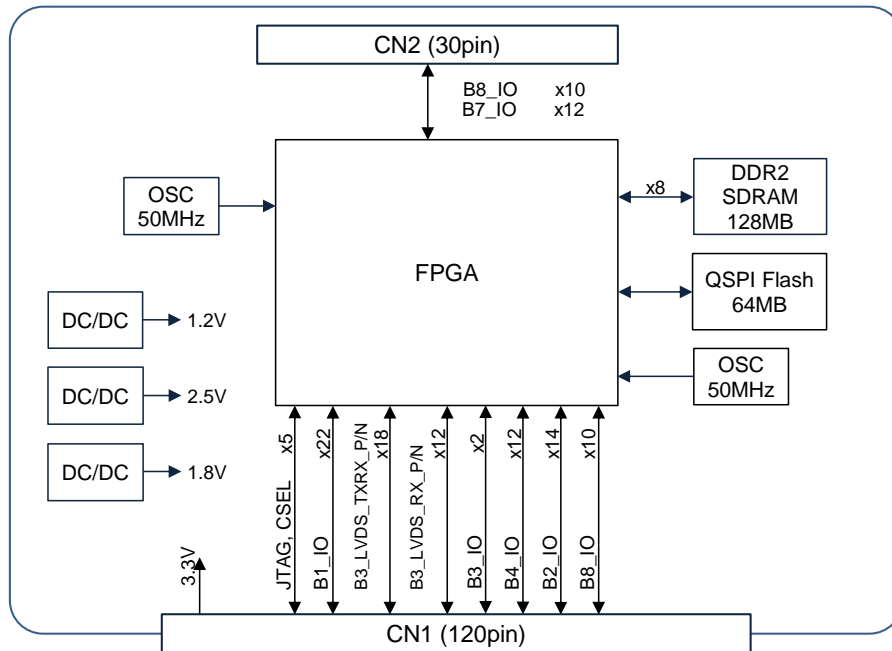 CN2 (30pin)
B8_IO x10
B7_IO x12
OSC
50MHz
x8
DDR2
SDRAM
128MB
FPGA
QSPI Flash
64MB
DC/DC
1.2V
OSC
50MHz
DC/DC
2.5V
DC/DC
1.8V
3.3V
JTAG, CSEL x5
B1_IO x22
B3_LVDS_TXRX_P/N x18
B3_LVDS_RX_P/N x12
B3_IO x2
B4_IO x12
B2_IO x14
B8_IO x10
CN1 (120pin)